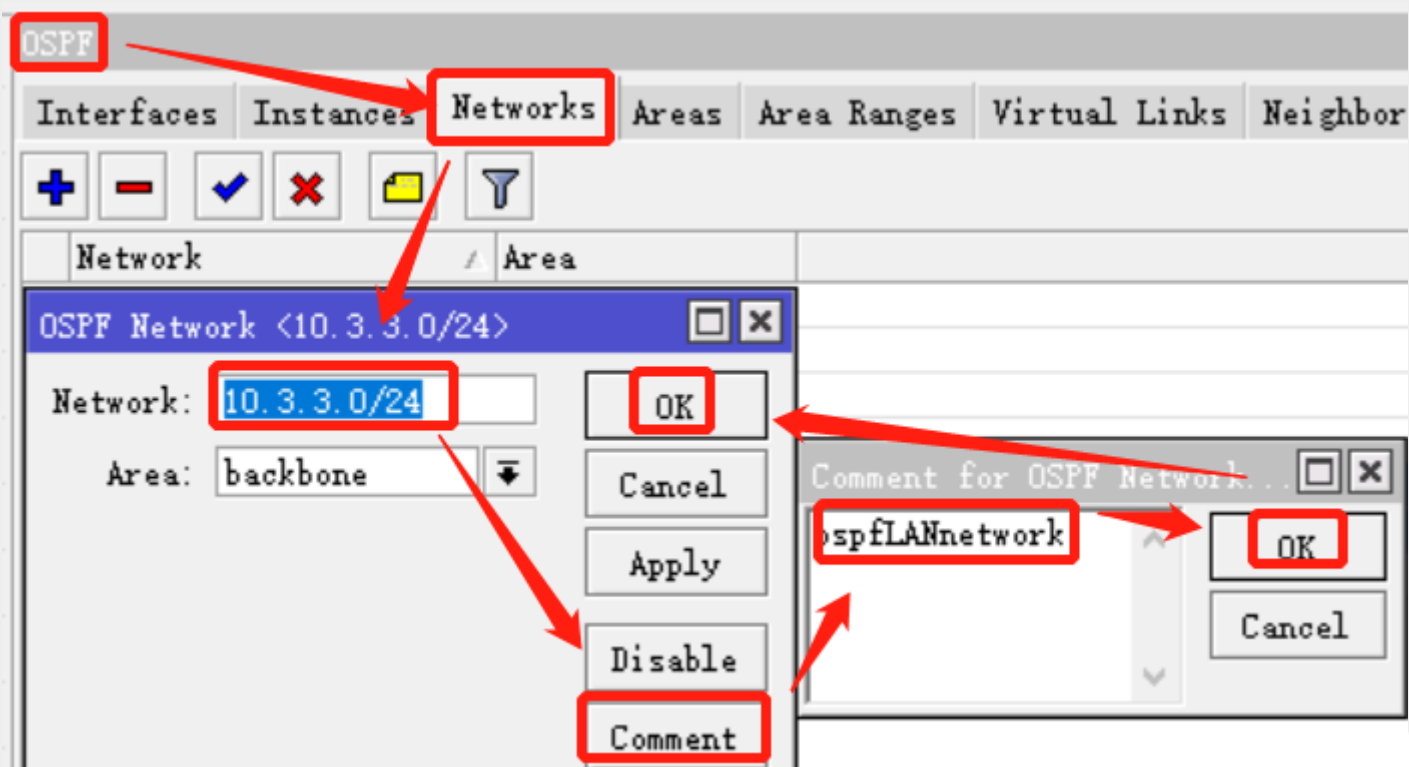 OSPF
Interfaces Instances Networks Areas Area Ranges Virtual Links Neighbor
Network Area
OSPF Network <10.3.3.0/24>
Network: 10.3.3.0/24
OK
Area: backbone
Cancel
Apply
Disable
Comment
Comment for OSPF Network...
ospfLANnetwork
OK
Cancel